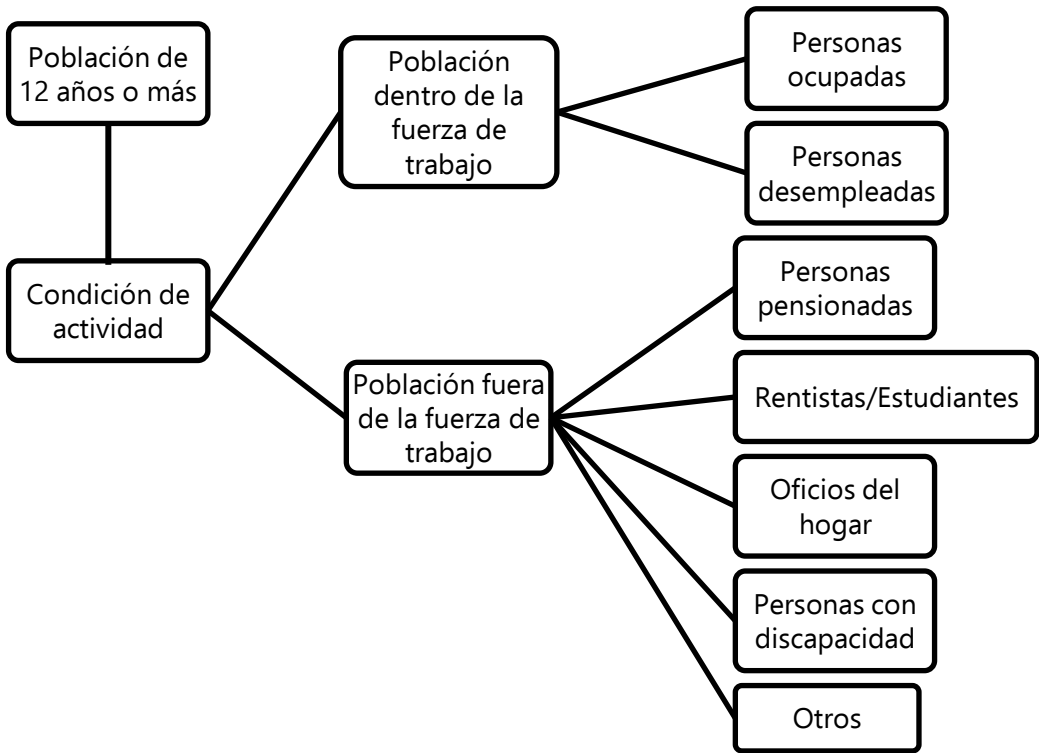 Población de
12 años o más
Condición de
actividad
Población
dentro de la
fuerza de
trabajo
Personas
ocupadas
Personas
desempleadas
Población fuera
de la fuerza de
trabajo
Personas
pensionadas
Rentistas/Estudiantes
Oficios del
hogar
Personas con
discapacidad
Otros